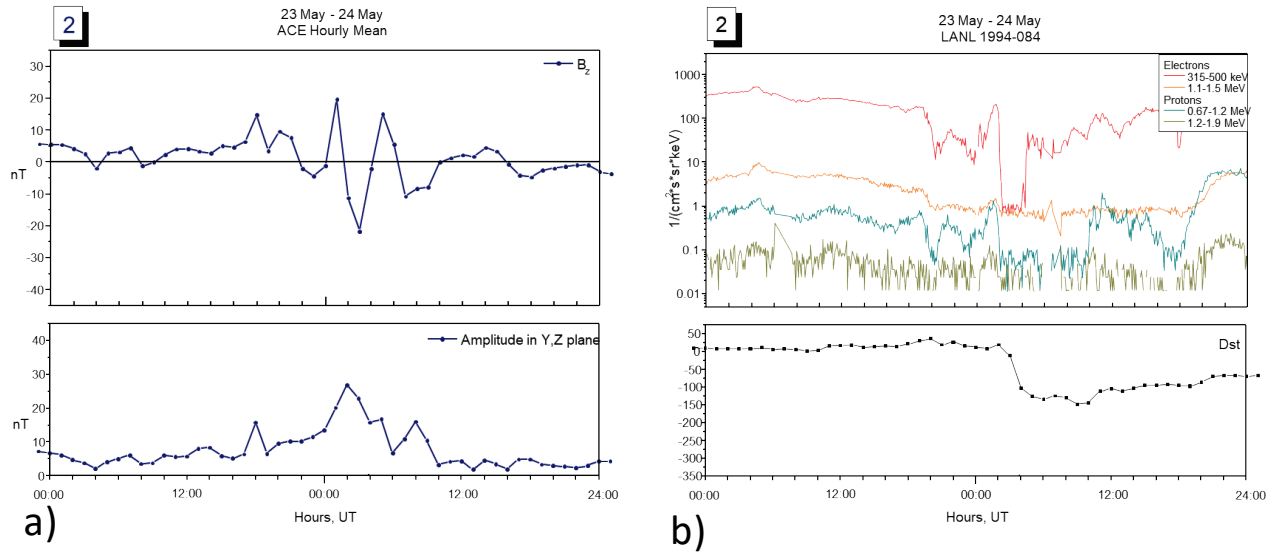 2
23 May - 24 May
ACE Hourly Mean
30
20
10
0
nT
-10
-20
-30
-40
Bz
40
30
20
nT
10
0
Amplitude in Y,Z plane
00:00
12:00
00:00
12:00
24:00
Hours, UT
a)
2
23 May - 24 May
LANL 1994-084
1/(cm²*s*sr*keV)
1000
100
10
1
0.1
0.01
Electrons
315-500 keV
1.1-1.5 MeV
Protons
0.67-1.2 MeV
1.2-1.9 MeV
nT
50
0
-50
-100
-150
-200
-250
-300
-350
Dst
00:00
12:00
00:00
12:00
24:00
Hours, UT
b)